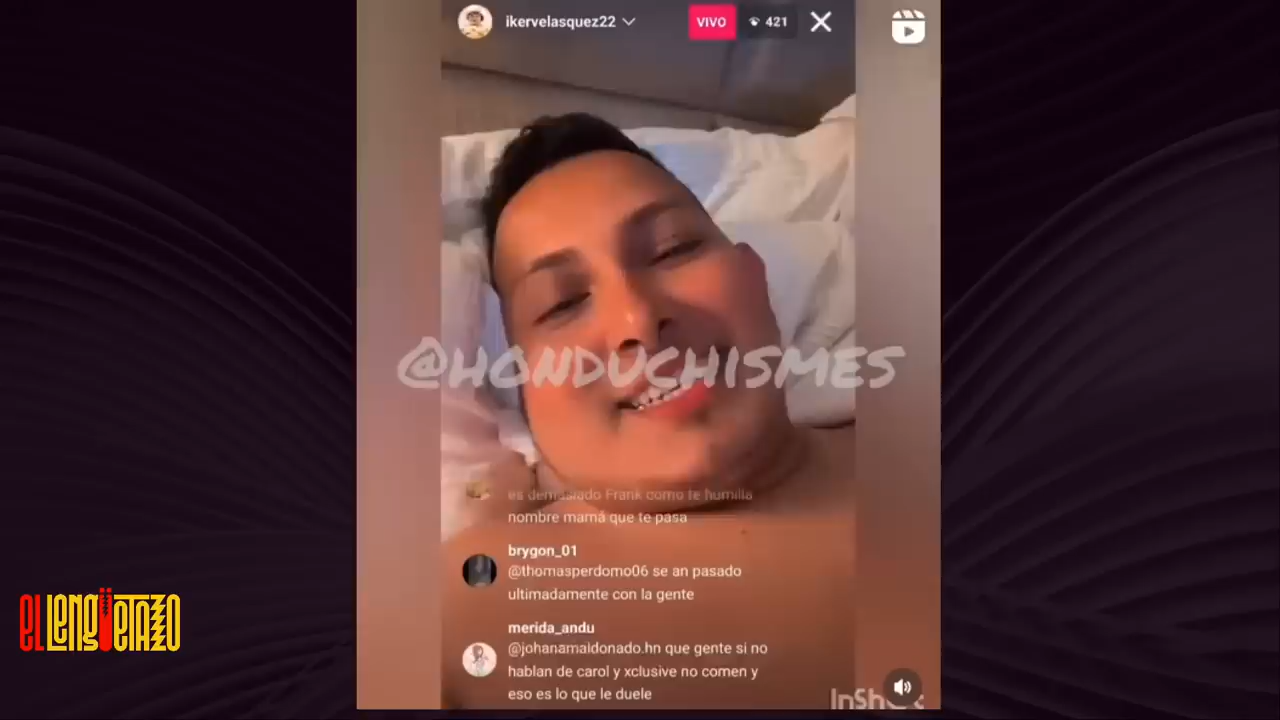 ikervelasquez22
VIVO
421
@HONDUCHISMES
es demasiado Frank como te humilla
nombre mamá que te pasa
brygon_01
@thomasperdomo06 se an pasado
ultimadamente con la gente
merida_andu
@johanamaldonado.hn que gente si no
hablan de carol y xclusive no comen y
eso es lo que le duele
EL LENGÜETAZO